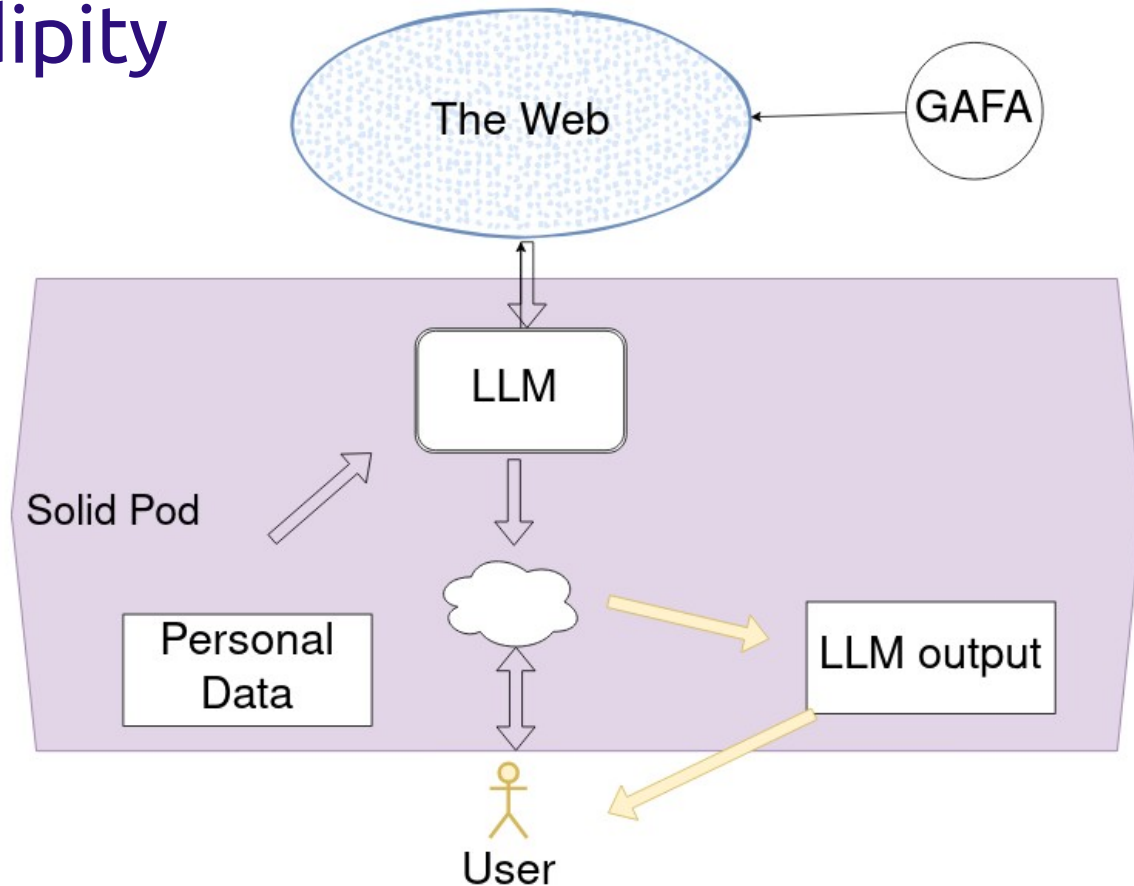 lipity
The Web
GAFA
LLM
Solid Pod
Personal
Data
LLM output
User